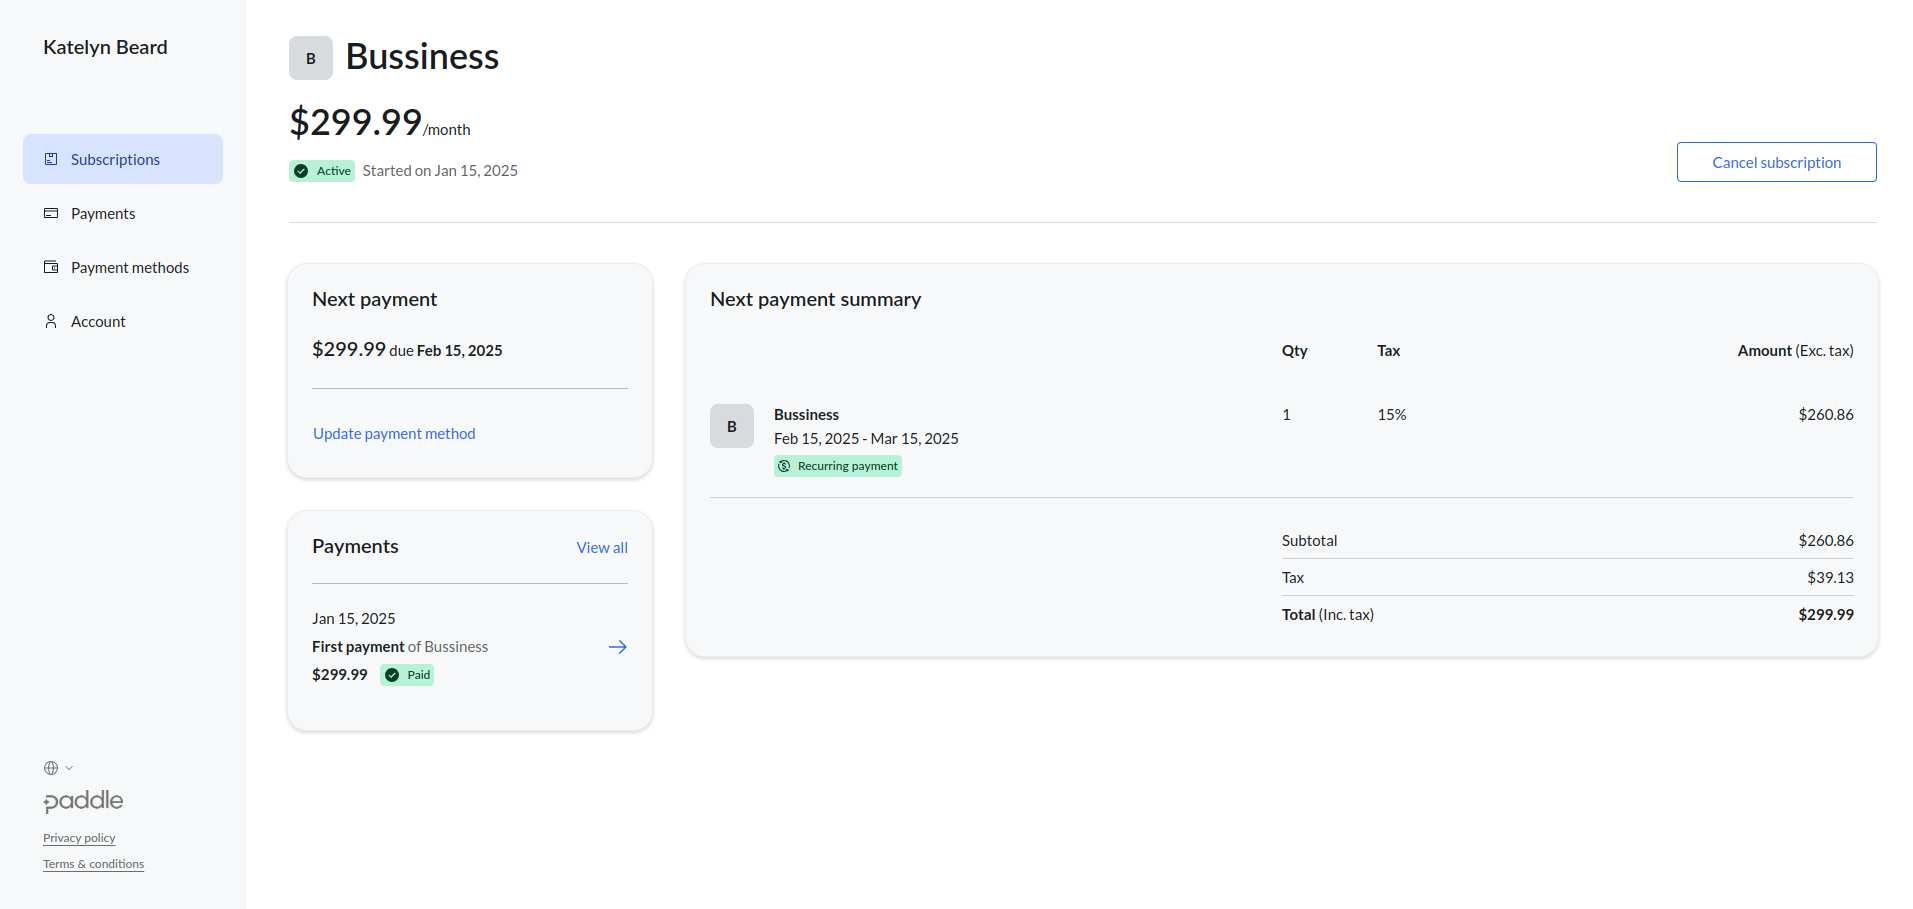 Katelyn Beard
Subscriptions
Payments
Payment methods
Account
paddle
Privacy policy
Terms & conditions
B Bussiness
$299.99/month
Active Started on Jan 15, 2025
Cancel subscription
Next payment
$299.99 due Feb 15, 2025
Update payment method
Payments View all
Jan 15, 2025
First payment of Bussiness
$299.99 Paid
Next payment summary
Qty Tax Amount (Exc. tax)
B Bussiness 1 15% $260.86
Feb 15, 2025 - Mar 15, 2025
Recurring payment
Subtotal $260.86
Tax $39.13
Total (Inc. tax) $299.99